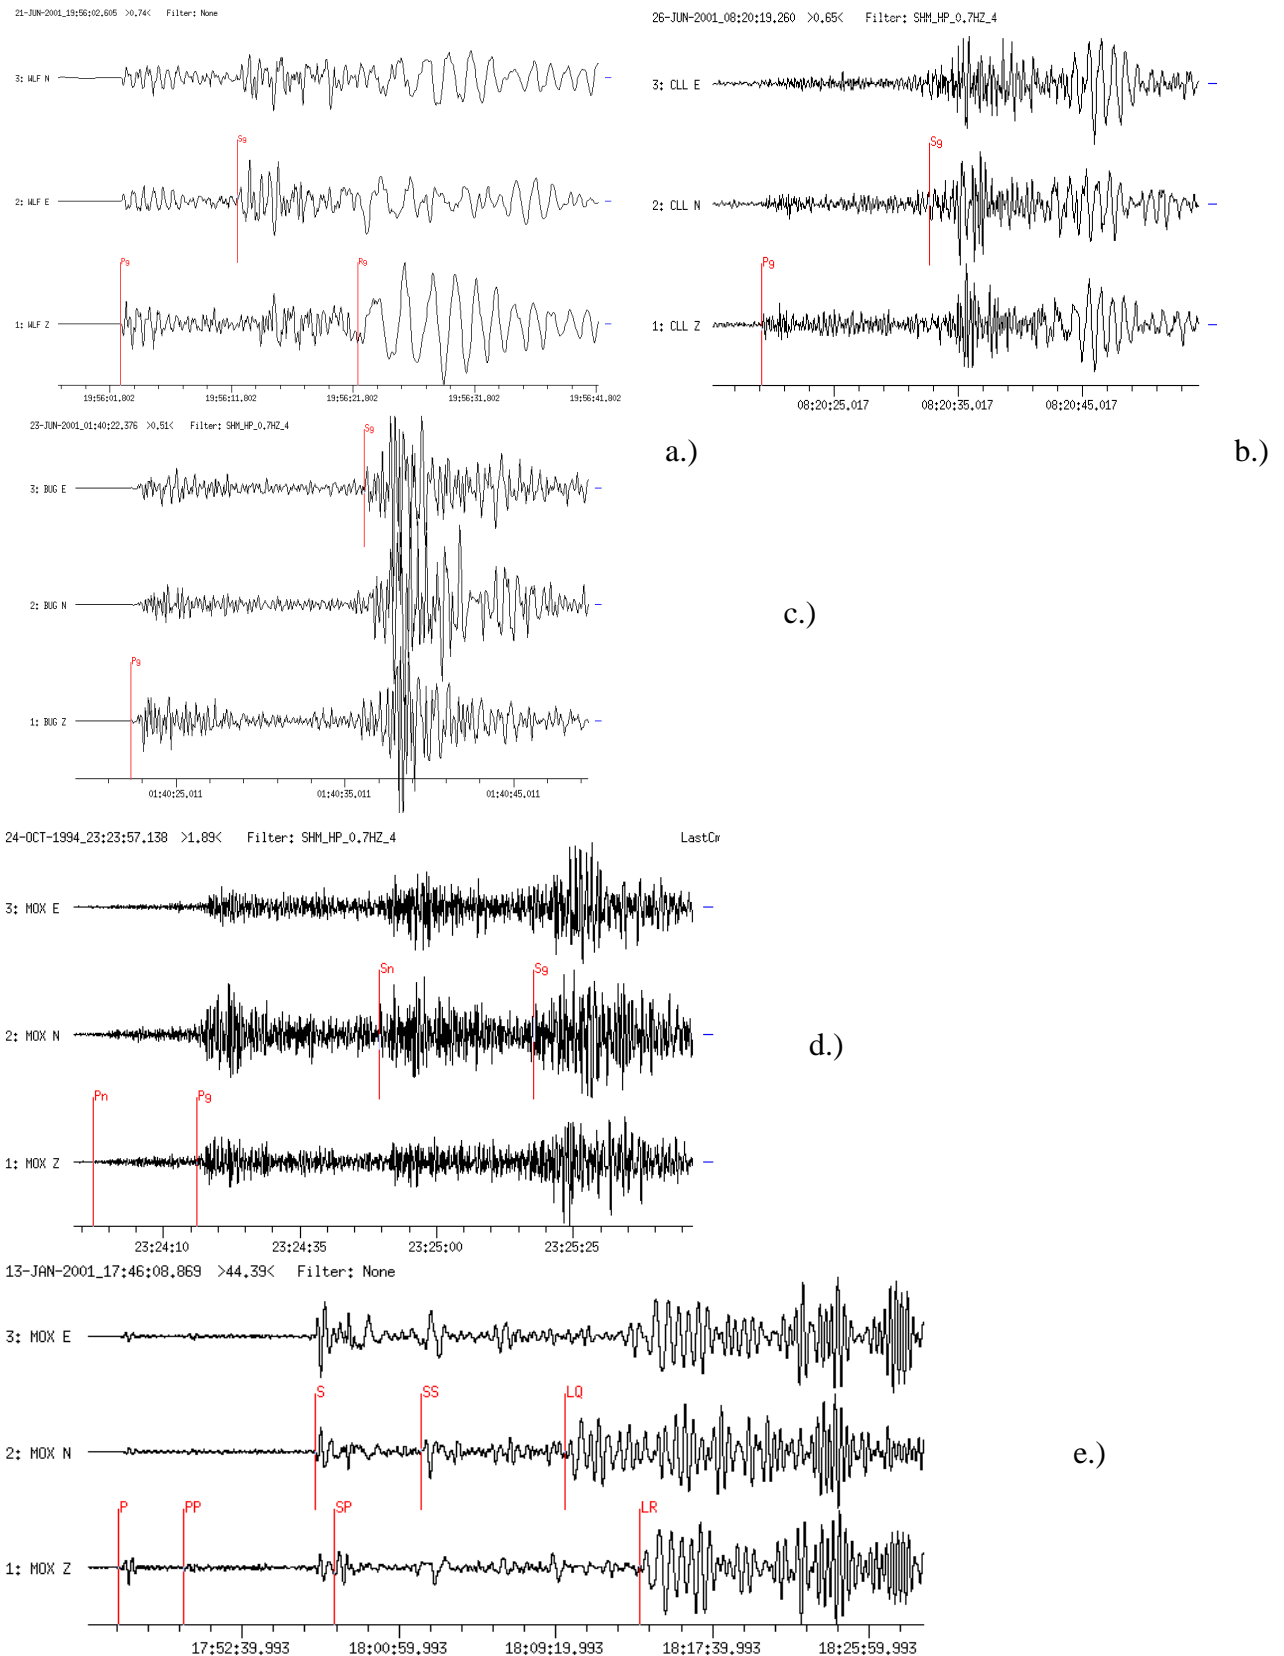 21-JUN-2001_19:56:02.605 >0.74< Filter: None
3: WLF N
Sg
2: WLF E
Pg Rg
1: WLF Z
19:56:01.802 19:56:11.802 19:56:21.802 19:56:31.802 19:56:41.802
26-JUN-2001_08:20:19.260 >0.65< Filter: SHM_HP_0.7HZ_4
3: CLL E
Sg
2: CLL N
Pg
1: CLL Z
08:20:25.017 08:20:35.017 08:20:45.017
a.) b.)
23-JUN-2001_01:40:22.376 >0.51< Filter: SHM_HP_0.7HZ_4
Sg
3: BUG E
2: BUG N
c.)
Pg
1: BUG Z
01:40:25.011 01:40:35.011 01:40:45.011
24-OCT-1994_23:23:57.138 >1.89< Filter: SHM_HP_0.7HZ_4 LastCm
3: MOX E
Sn Sg
2: MOX N
d.)
Pn Pg
1: MOX Z
23:24:10 23:24:35 23:25:00 23:25:25
13-JAN-2001_17:46:08.869 >44.39< Filter: None
3: MOX E
S SS LQ
2: MOX N
e.)
P PP SP LR
1: MOX Z
17:52:39.993 18:00:59.993 18:09:19.993 18:17:39.993 18:25:59.993